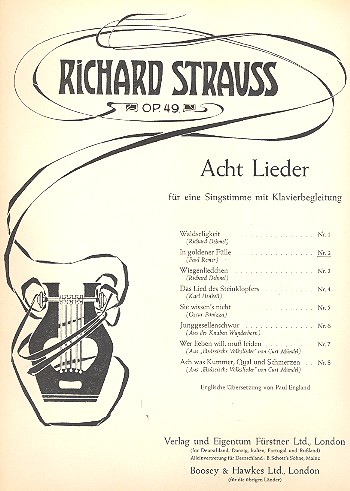 RICHARD STRAUSS
OP. 49.
Acht Lieder
für eine Singstimme mit Klavierbegleitung
Waldseligkeit . . . Nr. 1
(Richard Dehmel)
In goldener Fülle . . . Nr. 2
(Paul Remer)
Wiegenliedchen . . . Nr. 3
(Richard Dehmel)
Das Lied des Steinklopfers . . . Nr. 4
(Karl Henckell)
Sie wissen's nicht . . . Nr. 5
(Oscar Panizza)
Junggesellenschwur . . . Nr. 6
(Aus des Knaben Wunderhorn)
Wer lieben will, muß leiden . . . Nr. 7
(Aus „Elsässische Volkslieder" von Curt Mündel)
Ach was Kummer, Qual und Schmerzen . . Nr. 8
(Aus „Elsässische Volkslieder" von Curt Mündel)
Englische Übersetzung von Paul England
Verlag und Eigentum Fürstner Ltd., London
(für Deutschland, Danzig, Italien, Portugal und Rußland)
Alleinvertretung für Deutschland: B. Schott's Söhne, Mainz
Boosey & Hawkes Ltd., London
(für die übrigen Länder)